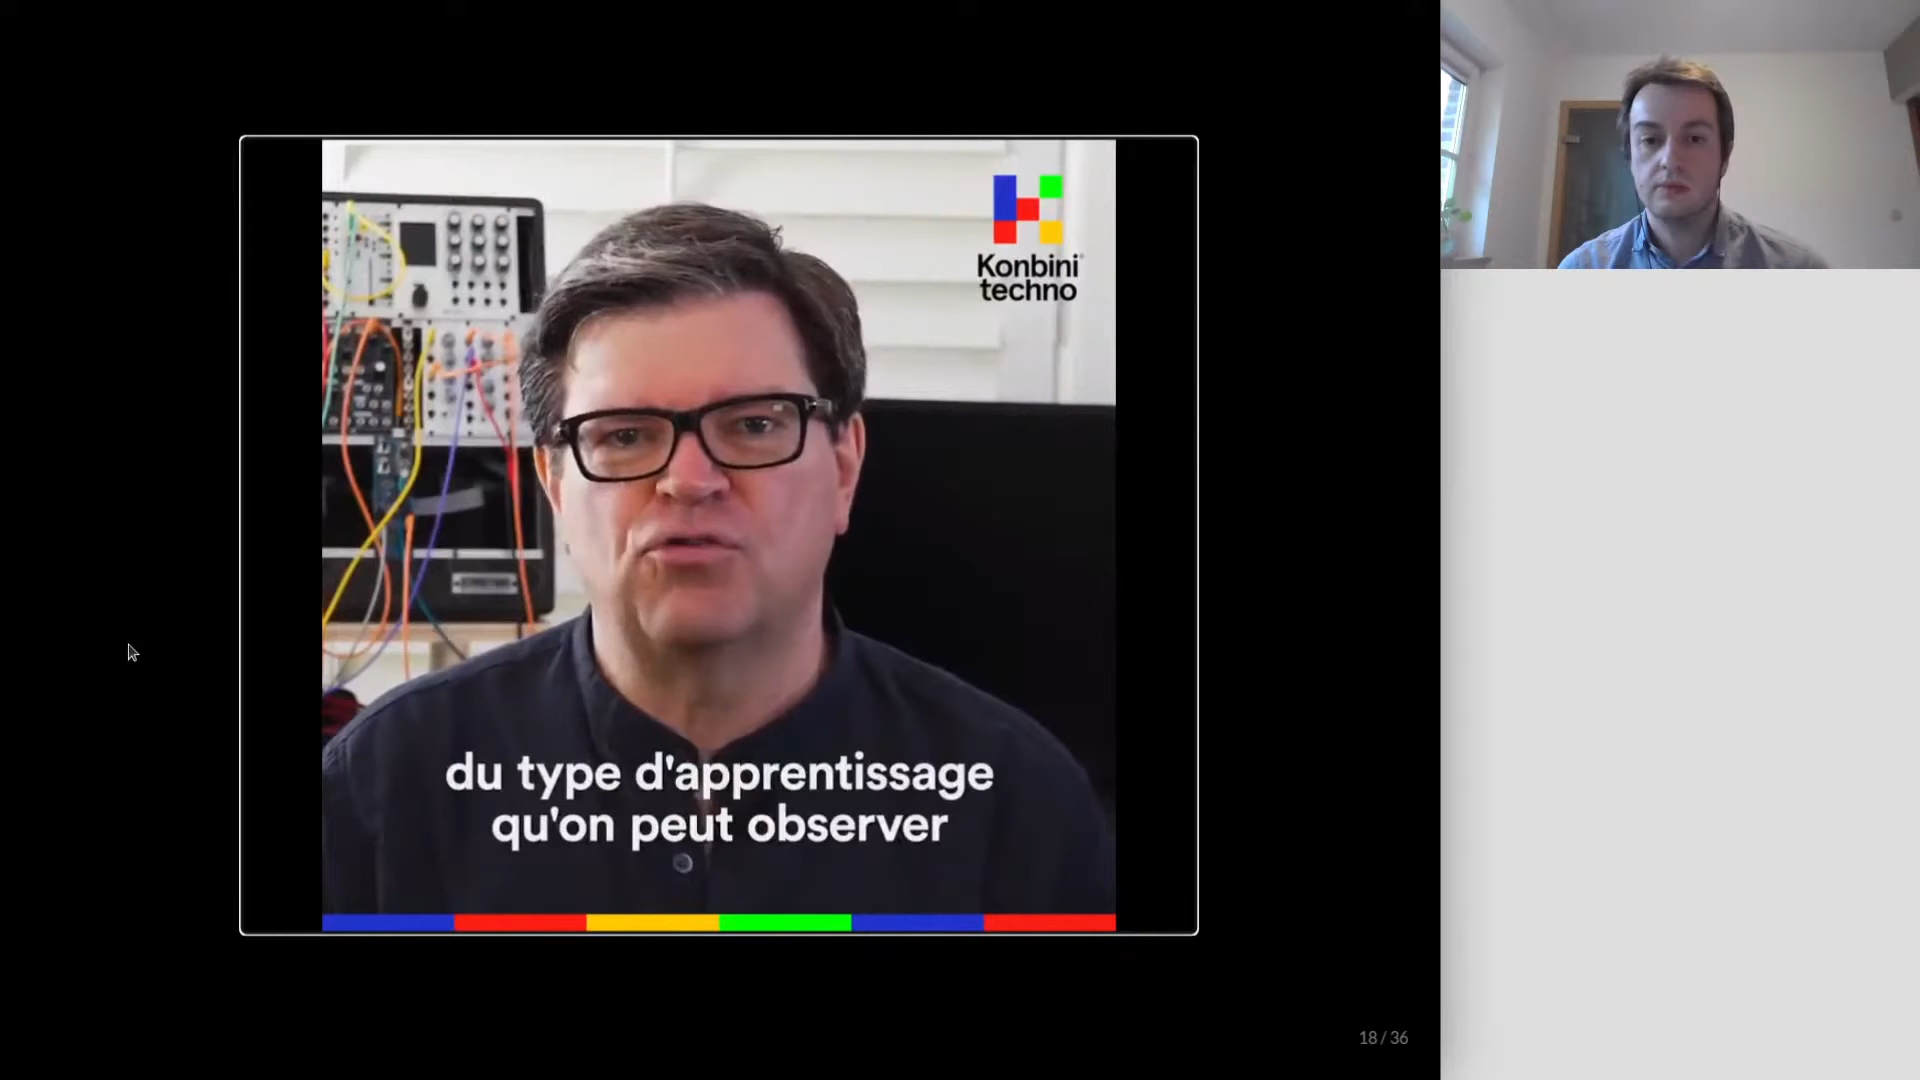 Konbini
techno
du type d'apprentissage
qu'on peut observer
18 / 36